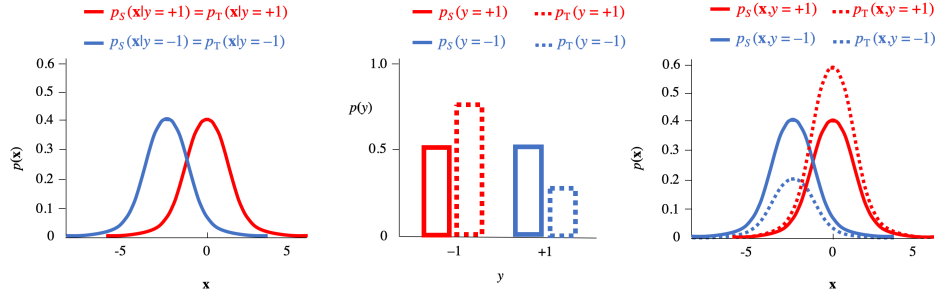 p_S(x|y = +1) = p_T(x|y = +1)
p_S(x|y = −1) = p_T(x|y = −1)
0.6
0.5
0.4
0.3
0.2
0.1
0
p(x)
-5
0
5
x
p_S(y = +1) p_T(y = +1)
p_S(y = −1) p_T(y = −1)
1.0
p(y)
0.5
0
−1
+1
y
p_S(x,y = +1) p_T(x,y = +1)
p_S(x,y = −1) p_T(x,y = −1)
0.6
0.5
0.4
0.3
0.2
0.1
0
p(x)
-5
0
5
x